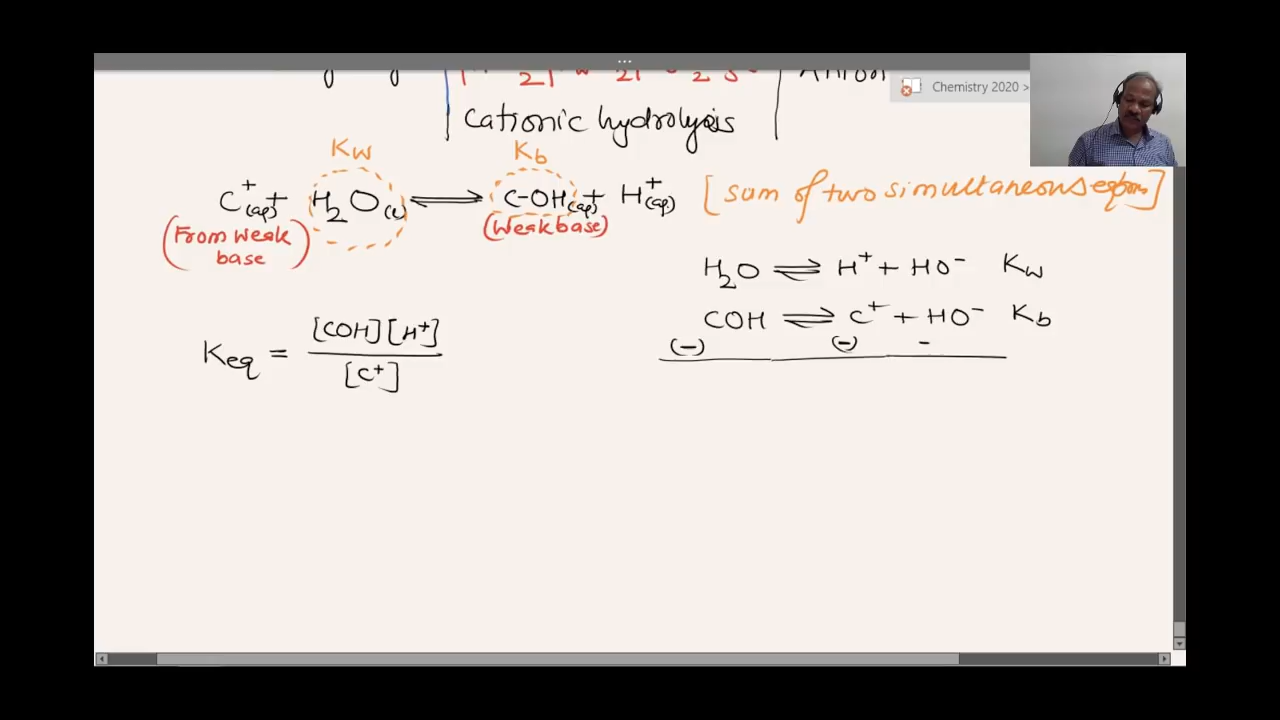 Chemistry 2020 >
cationic hydrolysis
Kw Kb
C⁺(aq) + H₂O(l) ⇌ C-OH(aq) + H⁺(aq) [sum of two simultaneous eqbms]
(From weak base) (Weak base)
H₂O ⇌ H⁺ + HO⁻ Kw
COH ⇌ C⁺ + HO⁻ Kb
(-) (-) -
Keq = [COH][H⁺] / [C⁺]